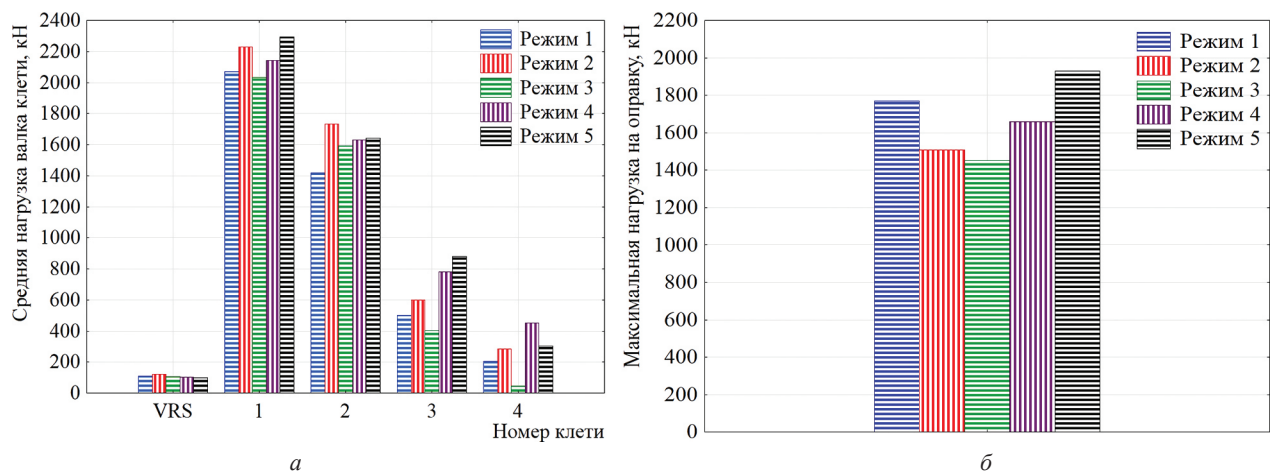 Средняя нагрузка валка клети, кН
2400
2200
2000
1800
1600
1400
1200
1000
800
600
400
200
0
Режим 1
Режим 2
Режим 3
Режим 4
Режим 5
VRS 1 2 3 4
Номер клети
а
Максимальная нагрузка на оправку, кН
2200
2000
1800
1600
1400
1200
1000
800
600
400
200
0
Режим 1
Режим 2
Режим 3
Режим 4
Режим 5
б